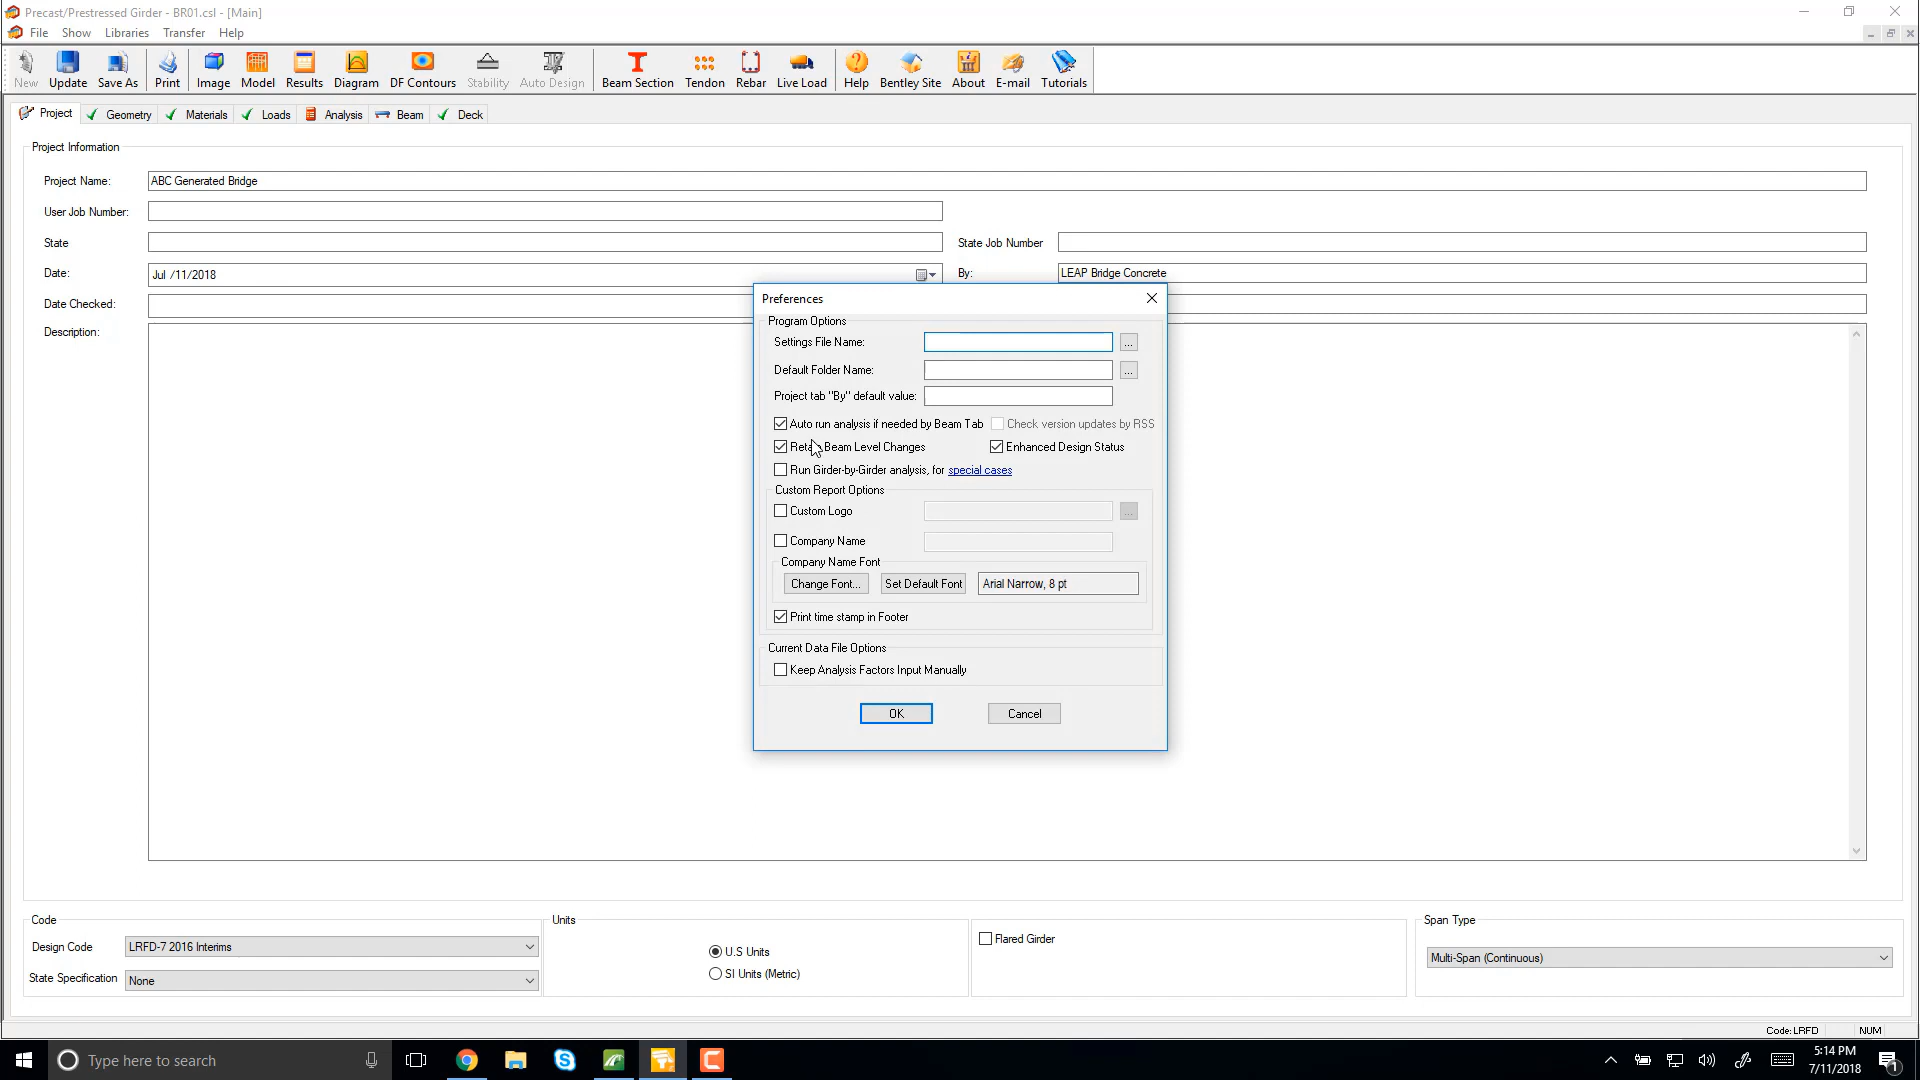 Precast/Prestressed Girder - BR01.csl - [Main]
File Show Libraries Transfer Help
New Update Save As Print Image Model Results Diagram DF Contours Stability Auto Design Beam Section Tendon Rebar Live Load Help Bentley Site About E-mail Tutorials
Project Geometry Materials Loads Analysis Beam Deck
Project Information
Project Name: ABC Generated Bridge
User Job Number:
State State Job Number
Date: Jul /11/2018 By: LEAP Bridge Concrete
Date Checked:
Description:
Preferences
Program Options
Settings File Name: ...
Default Folder Name: ...
Project tab "By" default value:
Auto run analysis if needed by Beam Tab Check version updates by RSS
Beam Level Changes Enhanced Design Status
Run Girder-by-Girder analysis, for special cases
Custom Report Options
Custom Logo ...
Company Name
Company Name Font
Change Font... Set Default Font Arial Narrow, 8 pt
Print time stamp in Footer
Current Data File Options
Keep Analysis Factors Input Manually
OK Cancel
Code Units Span Type
Design Code LRFD-7 2016 Interims U.S Units Flared Girder Multi-Span (Continuous)
State Specification None SI Units (Metric)
Code: LRFD NUM
Type here to search 5:14 PM
7/11/2018 1